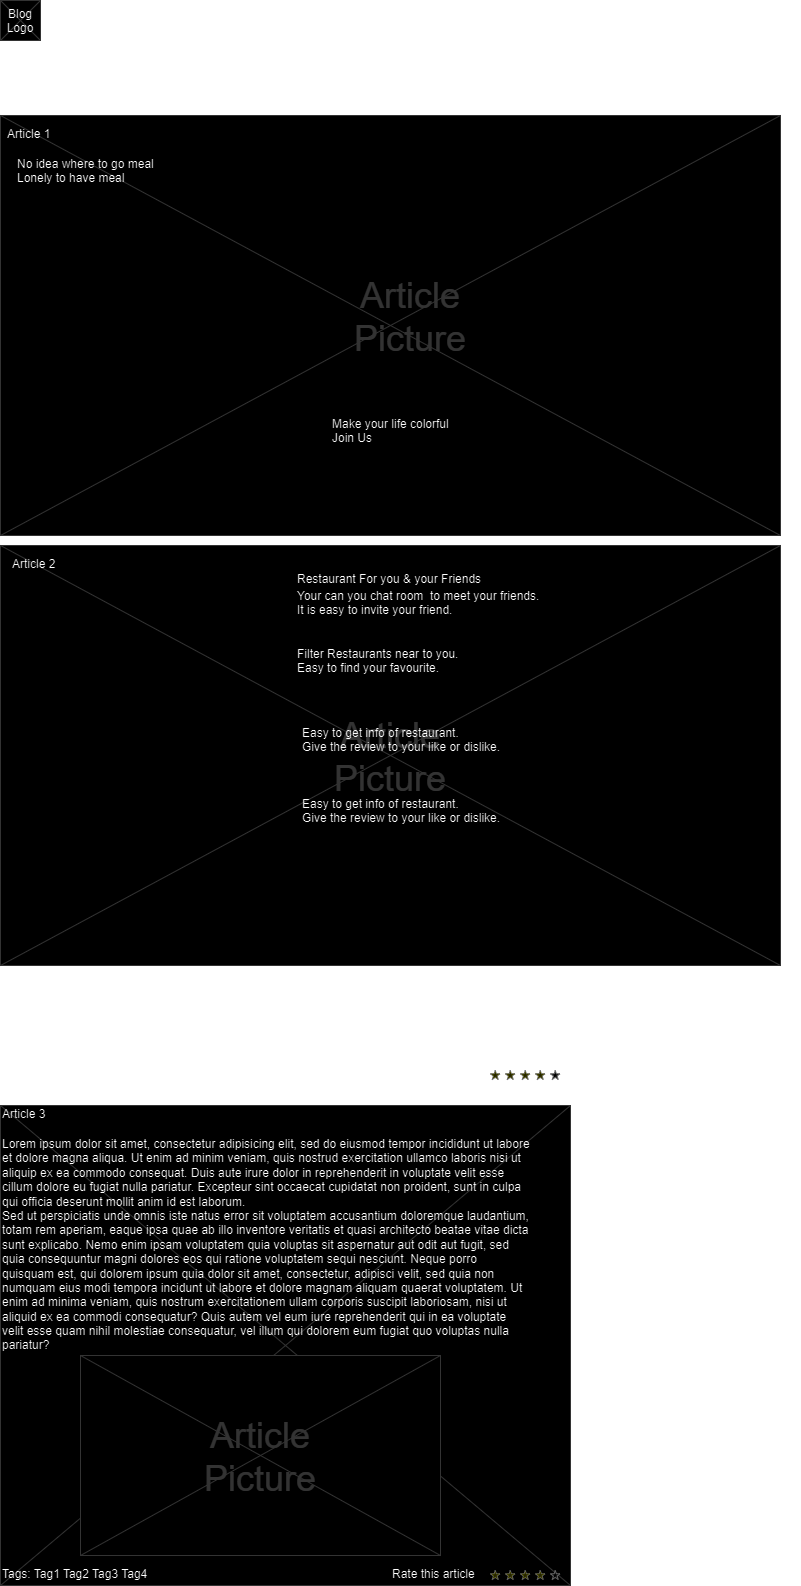 Blog
Logo
Article 1
No idea where to go meal
Lonely to have meal
Article
Picture
Make your life colorful
Join Us
Article 2
Restaurant For you & your Friends
Your can you chat room  to meet your friends.
It is easy to invite your friend.
Filter Restaurants near to you.
Easy to find your favourite.
Article
Picture
Easy to get info of restaurant.
Give the review to your like or dislike.
Easy to get info of restaurant.
Give the review to your like or dislike.
Article 3
Lorem ipsum dolor sit amet, consectetur adipisicing elit, sed do eiusmod tempor incididunt ut labore
et dolore magna aliqua. Ut enim ad minim veniam, quis nostrud exercitation ullamco laboris nisi ut
aliquip ex ea commodo consequat. Duis aute irure dolor in reprehenderit in voluptate velit esse
cillum dolore eu fugiat nulla pariatur. Excepteur sint occaecat cupidatat non proident, sunt in culpa
qui officia deserunt mollit anim id est laborum.
Sed ut perspiciatis unde omnis iste natus error sit voluptatem accusantium doloremque laudantium,
totam rem aperiam, eaque ipsa quae ab illo inventore veritatis et quasi architecto beatae vitae dicta
sunt explicabo. Nemo enim ipsam voluptatem quia voluptas sit aspernatur aut odit aut fugit, sed
quia consequuntur magni dolores eos qui ratione voluptatem sequi nesciunt. Neque porro
quisquam est, qui dolorem ipsum quia dolor sit amet, consectetur, adipisci velit, sed quia non
numquam eius modi tempora incidunt ut labore et dolore magnam aliquam quaerat voluptatem. Ut
enim ad minima veniam, quis nostrum exercitationem ullam corporis suscipit laboriosam, nisi ut
aliquid ex ea commodi consequatur? Quis autem vel eum iure reprehenderit qui in ea voluptate
velit esse quam nihil molestiae consequatur, vel illum qui dolorem eum fugiat quo voluptas nulla
pariatur?
Article
Picture
Tags: Tag1 Tag2 Tag3 Tag4
Rate this article